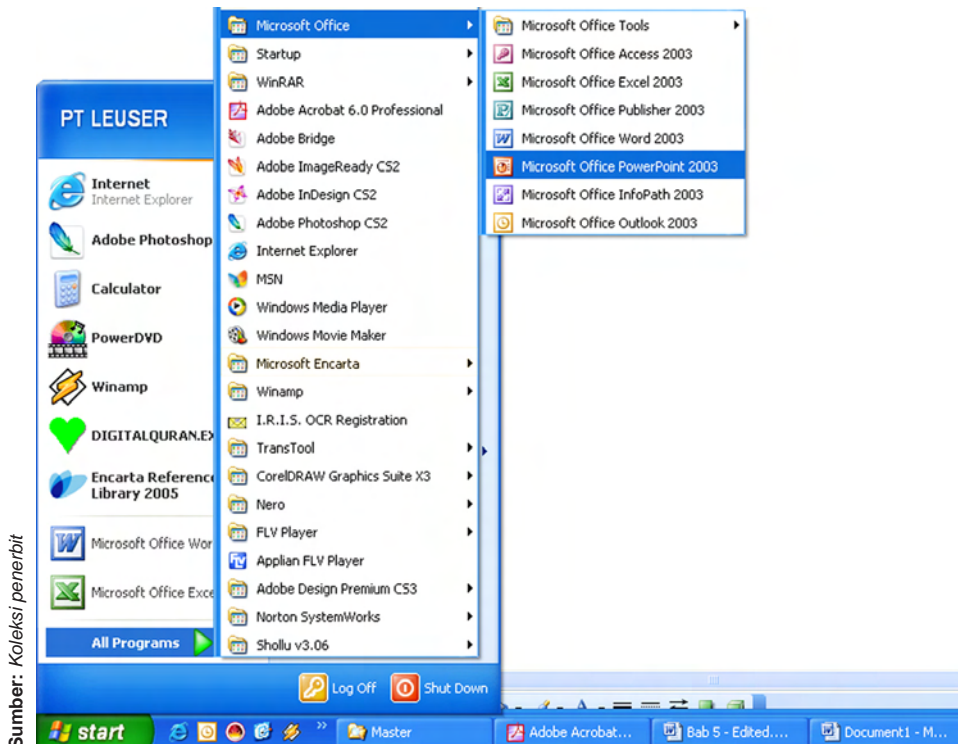 PT LEUSER
Internet
Internet Explorer
Adobe Photoshop
Calculator
PowerDVD
Winamp
DIGITALQURAN.EX
Encarta Reference
Library 2005
Microsoft Office Wor
Microsoft Office Exce
All Programs
Microsoft Office
Startup
WinRAR
Adobe Acrobat 6.0 Professional
Adobe Bridge
Adobe ImageReady CS2
Adobe InDesign CS2
Adobe Photoshop CS2
Internet Explorer
MSN
Windows Media Player
Windows Movie Maker
Microsoft Encarta
Winamp
I.R.I.S. OCR Registration
TransTool
CorelDRAW Graphics Suite X3
Nero
FLV Player
Applian FLV Player
Adobe Design Premium CS3
Norton SystemWorks
Shollu v3.06
Microsoft Office Tools
Microsoft Office Access 2003
Microsoft Office Excel 2003
Microsoft Office Publisher 2003
Microsoft Office Word 2003
Microsoft Office PowerPoint 2003
Microsoft Office InfoPath 2003
Microsoft Office Outlook 2003
Log Off
Shut Down
start
Master
Adobe Acrobat...
Bab 5 - Edited....
Document1 - M...
Sumber: Koleksi penerbit